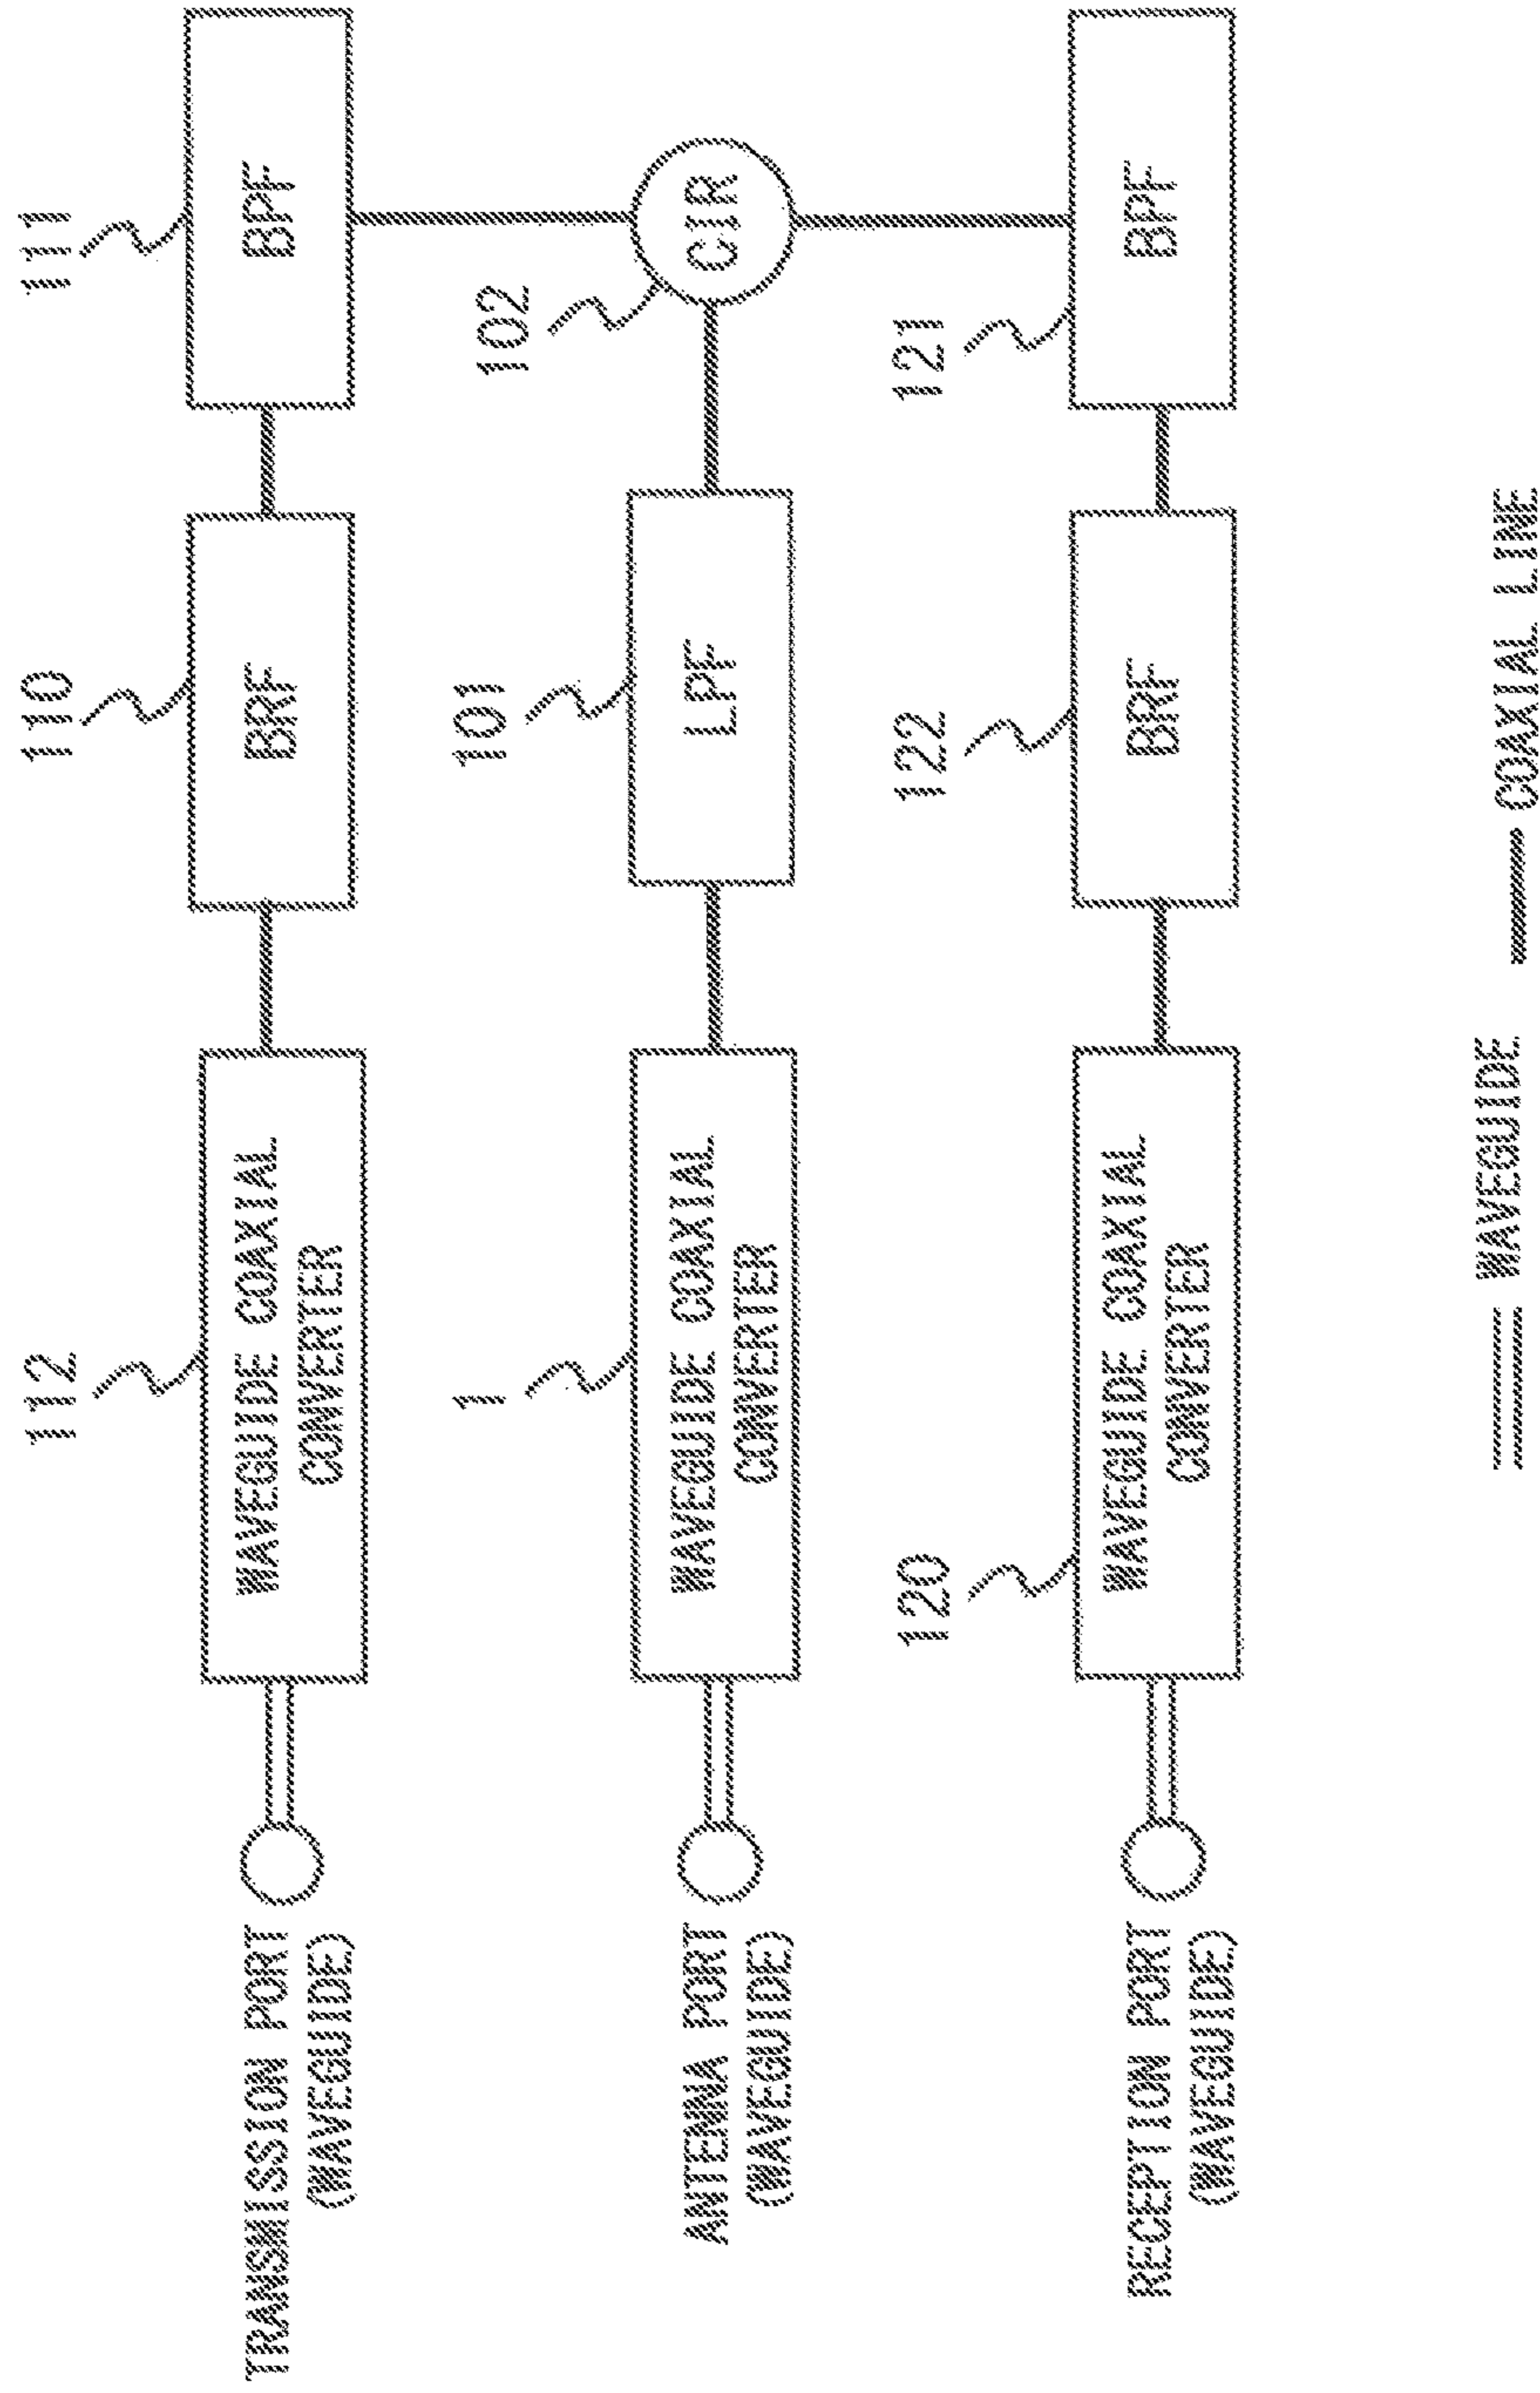 TRANSMISSION PORT
(WAVEGUIDE)
112
WAVEGUIDE COAXIAL
CONVERTER
110
BRF
111
BPF
ANTENNA PORT
(WAVEGUIDE)
1
WAVEGUIDE COAXIAL
CONVERTER
101
LPF
102
CIR
RECEPTION PORT
(WAVEGUIDE)
120
WAVEGUIDE COAXIAL
CONVERTER
122
BRF
121
BPF
WAVEGUIDE
COAXIAL LINE